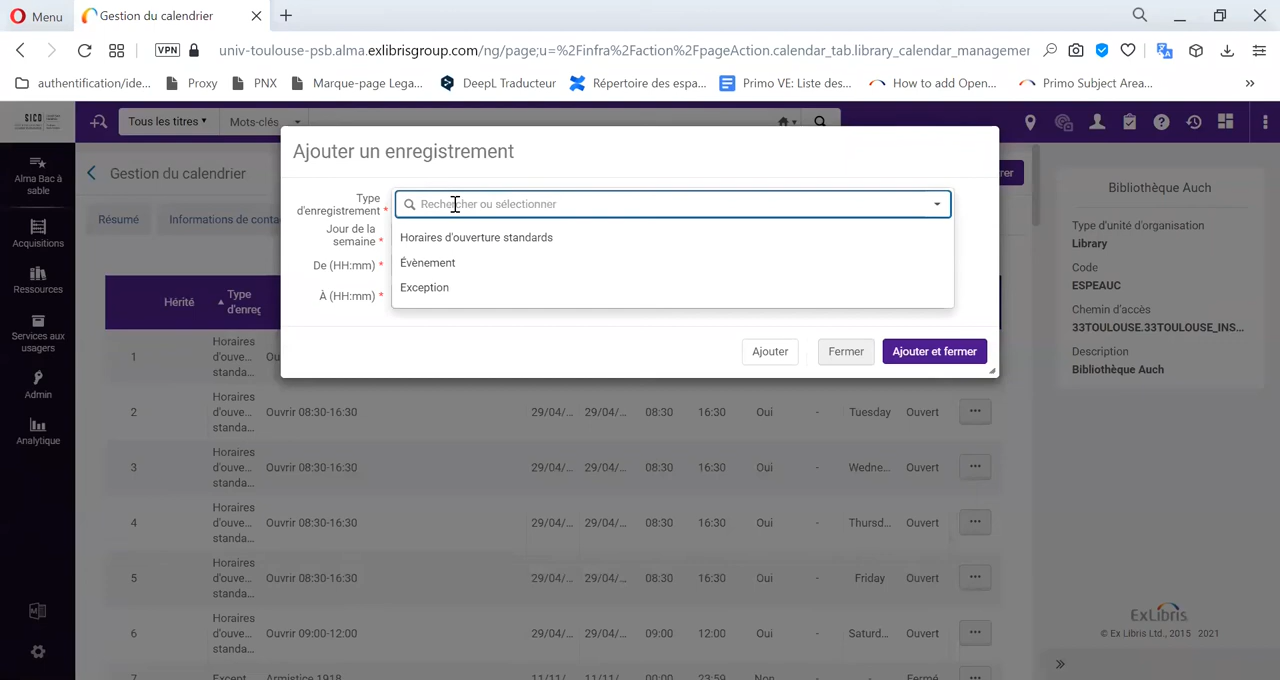 Menu
Gestion du calendrier
VPN
univ-toulouse-psb.alma.exlibrisgroup.com/ng/page;u=%2Finfra%2Faction%2FpageAction.calendar_tab.library_calendar_managemer
authentification/ide...
Proxy
PNX
Marque-page Lega...
DeepL Traducteur
Répertoire des espa...
Primo VE: Liste des...
How to add Open...
Primo Subject Area...
»
SICD
Tous les titres
Mots-clés
Alma Bac à
sable
Acquisitions
Ressources
Services aux
usagers
Admin
Analytique
Gestion du calendrier
rer
Résumé
Informations de conta
Ajouter un enregistrement
Type
d'enregistrement *
Rechercher ou sélectionner
Horaires d'ouverture standards
Évènement
Exception
Jour de la
semaine *
De (HH:mm) *
À (HH:mm) *
Ajouter
Fermer
Ajouter et fermer
Hérité
Type
d'enreg
1
Horaires
d'ouve...
standa...
Ou
2
Horaires
d'ouve...
standa...
Ouvrir 08:30-16:30
29/04/...
29/04/...
08:30
16:30
Oui
-
Tuesday
Ouvert
...
3
Horaires
d'ouve...
standa...
Ouvrir 08:30-16:30
29/04/...
29/04/...
08:30
16:30
Oui
-
Wedne...
Ouvert
...
4
Horaires
d'ouve...
standa...
Ouvrir 08:30-16:30
29/04/...
29/04/...
08:30
16:30
Oui
-
Thursd...
Ouvert
...
5
Horaires
d'ouve...
standa...
Ouvrir 08:30-16:30
29/04/...
29/04/...
08:30
16:30
Oui
-
Friday
Ouvert
...
6
Horaires
d'ouve...
standa...
Ouvrir 09:00-12:00
29/04/...
29/04/...
09:00
12:00
Oui
-
Saturd...
Ouvert
...
7
Except
Armistice 1918
11/11/
11/11/
00:00
23:59
Non
-
Fermé
Bibliothèque Auch
Type d'unité d'organisation
Library
Code
ESPEAUC
Chemin d'accès
33TOULOUSE.33TOULOUSE_INS...
Description
Bibliothèque Auch
ExLibris
© Ex Libris Ltd., 2015 2021
»